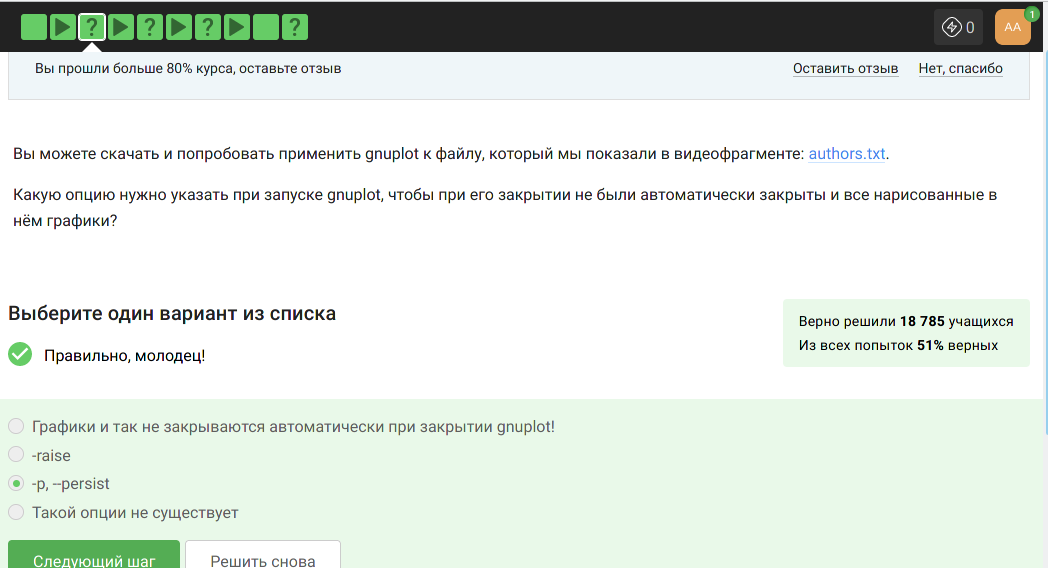 ? ? ? ?
0
AA
1
Вы прошли больше 80% курса, оставьте отзыв
Оставить отзыв
Нет, спасибо
Вы можете скачать и попробовать применить gnuplot к файлу, который мы показали в видеофрагменте: authors.txt.
Какую опцию нужно указать при запуске gnuplot, чтобы при его закрытии не были автоматически закрыты и все нарисованные в
нём графики?
Выберите один вариант из списка
Верно решили 18 785 учащихся
Из всех попыток 51% верных
Правильно, молодец!
Графики и так не закрываются автоматически при закрытии gnuplot!
-raise
-p, --persist
Такой опции не существует
Следующий шаг
Решить снова